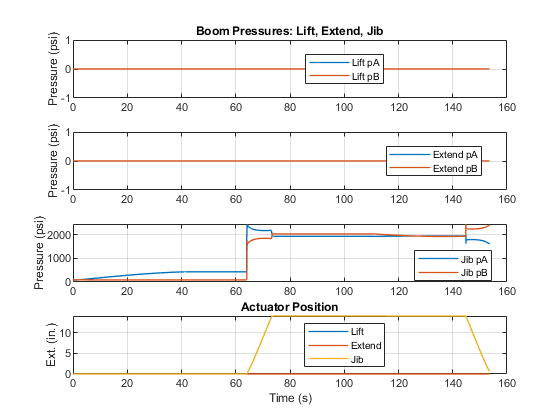 Boom Pressures: Lift, Extend, Jib
Pressure (psi)
1
0
-1
Lift pA
Lift pB
0 20 40 60 80 100 120 140 160
Pressure (psi)
1
0
-1
Extend pA
Extend pB
0 20 40 60 80 100 120 140 160
Pressure (psi)
2000
1000
0
Jib pA
Jib pB
0 20 40 60 80 100 120 140 160
Actuator Position
Ext. (in.)
10
5
0
Lift
Extend
Jib
0 20 40 60 80 100 120 140 160
Time (s)